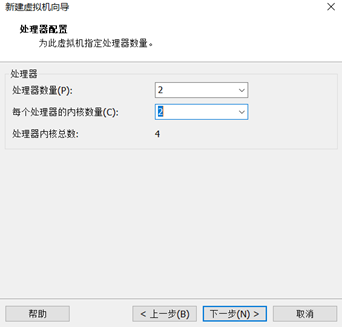 新建虚拟机向导
处理器配置
为此虚拟机指定处理器数量。
处理器
处理器数量(P): 2
每个处理器的内核数量(C): 2
处理器内核总数: 4
帮助 < 上一步(B) 下一步(N) > 取消